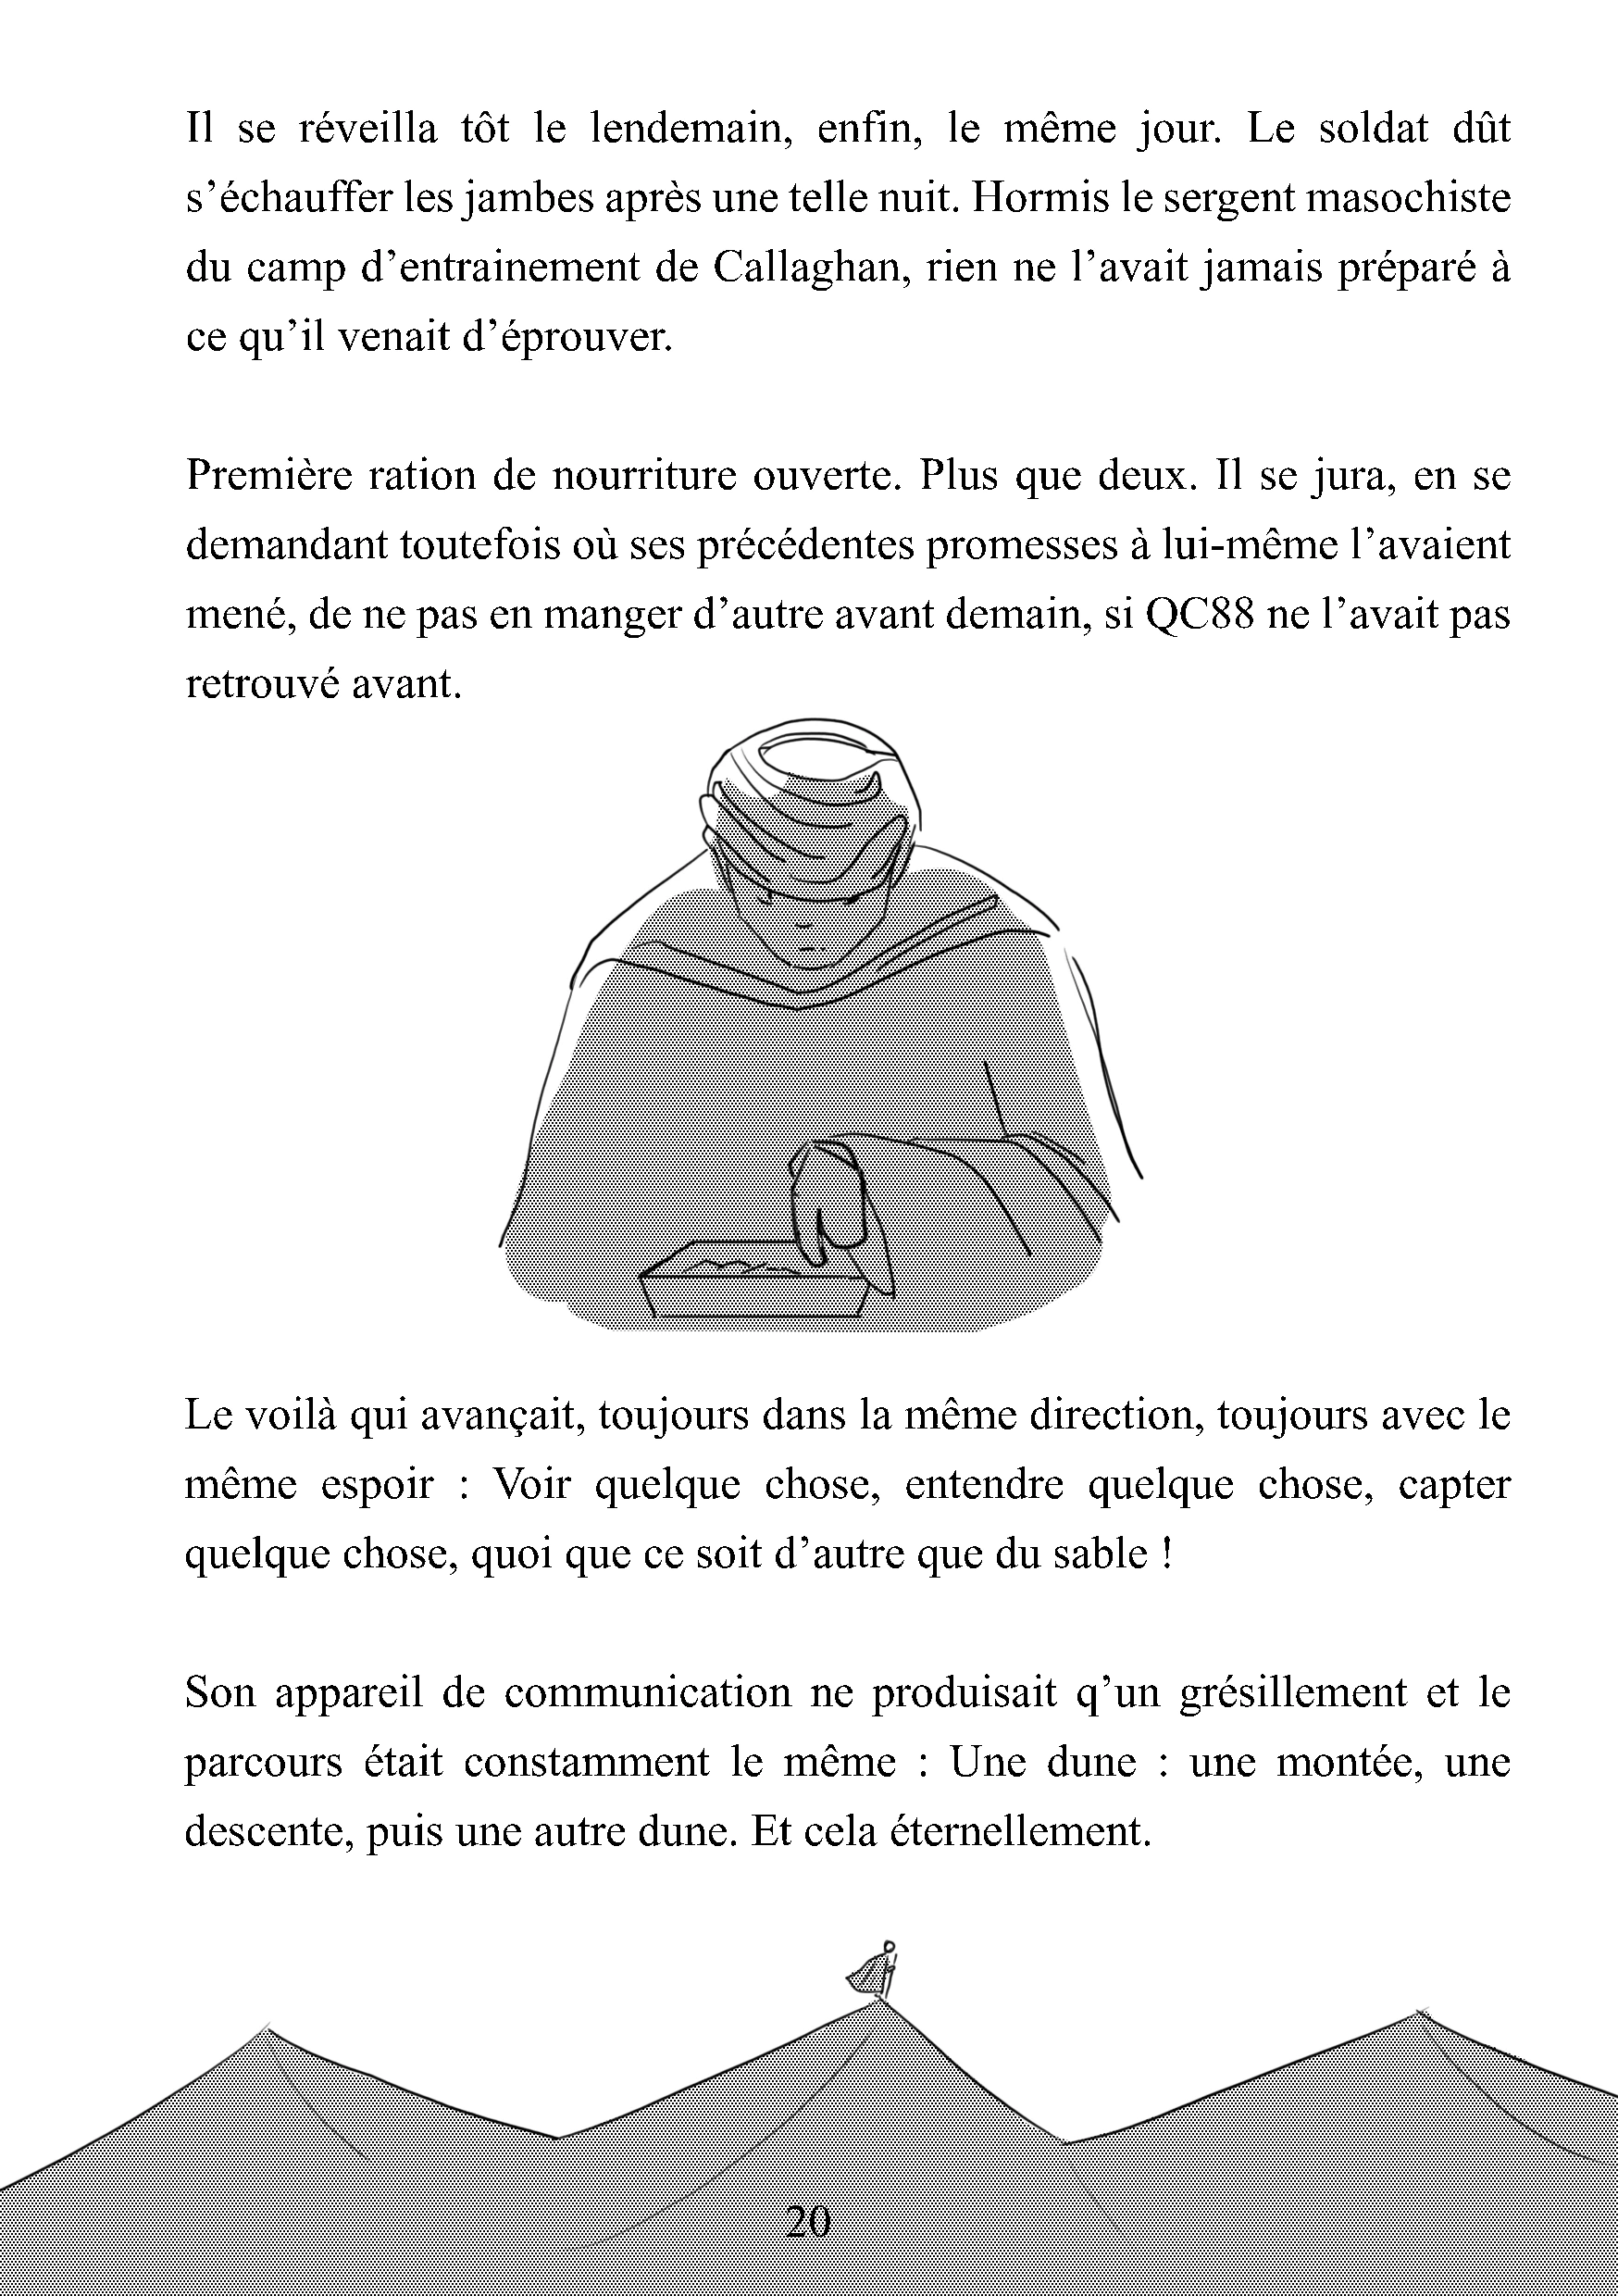 Il se réveilla tôt le lendemain, enfin, le même jour. Le soldat dût
s’échauffer les jambes après une telle nuit. Hormis le sergent masochiste
du camp d’entrainement de Callaghan, rien ne l’avait jamais préparé à
ce qu’il venait d’éprouver.
Première ration de nourriture ouverte. Plus que deux. Il se jura, en se
demandant toutefois où ses précédentes promesses à lui-même l’avaient
mené, de ne pas en manger d’autre avant demain, si QC88 ne l’avait pas
retrouvé avant.
Le voilà qui avançait, toujours dans la même direction, toujours avec le
même espoir : Voir quelque chose, entendre quelque chose, capter
quelque chose, quoi que ce soit d’autre que du sable !
Son appareil de communication ne produisait q’un grésillement et le
parcours était constamment le même : Une dune : une montée, une
descente, puis une autre dune. Et cela éternellement.
20